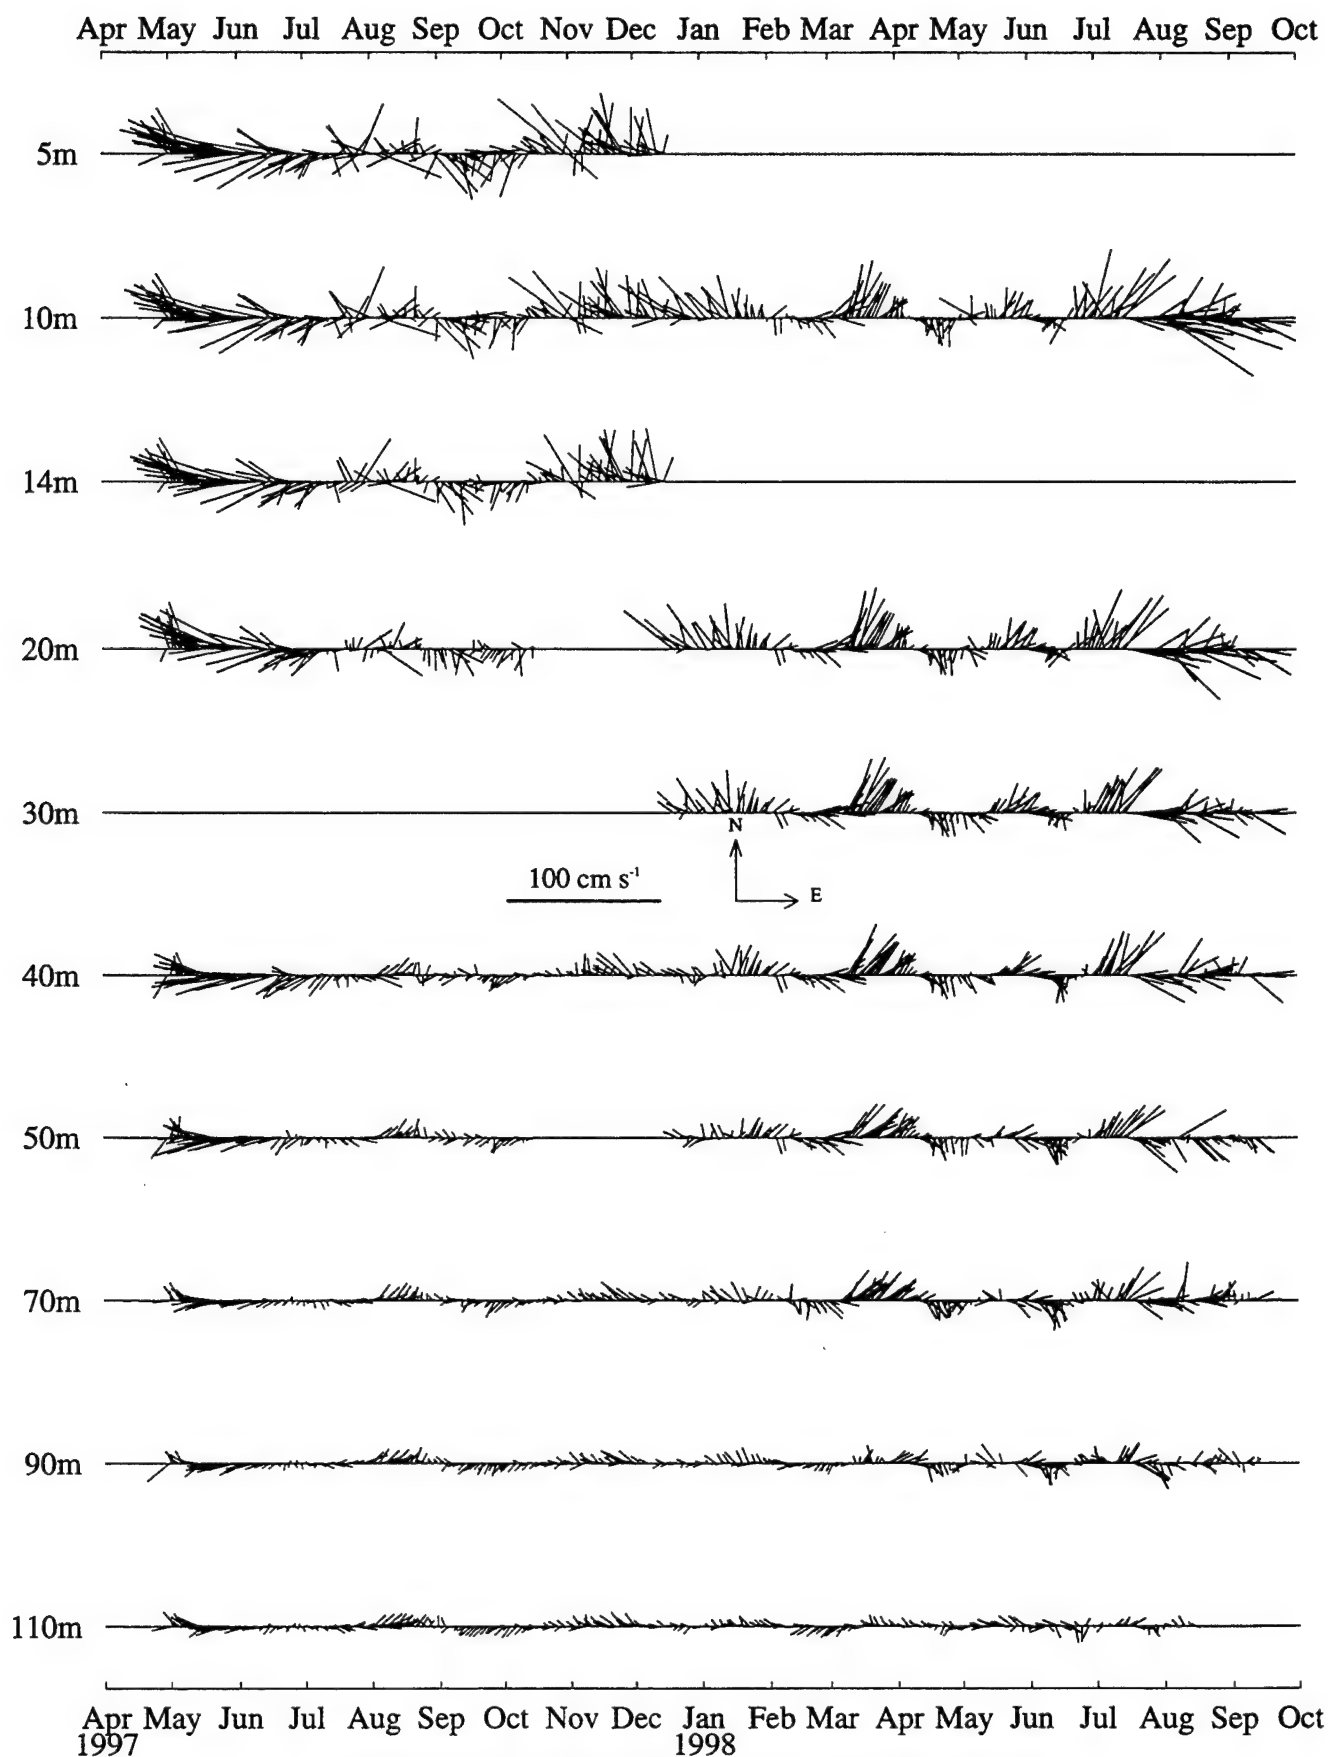 Apr May Jun Jul Aug Sep Oct Nov Dec Jan Feb Mar Apr May Jun Jul Aug Sep Oct
5m
10m
14m
20m
30m
N
100 cm s⁻¹
E
40m
50m
70m
90m
110m
Apr May Jun Jul Aug Sep Oct Nov Dec Jan Feb Mar Apr May Jun Jul Aug Sep Oct
1997 1998